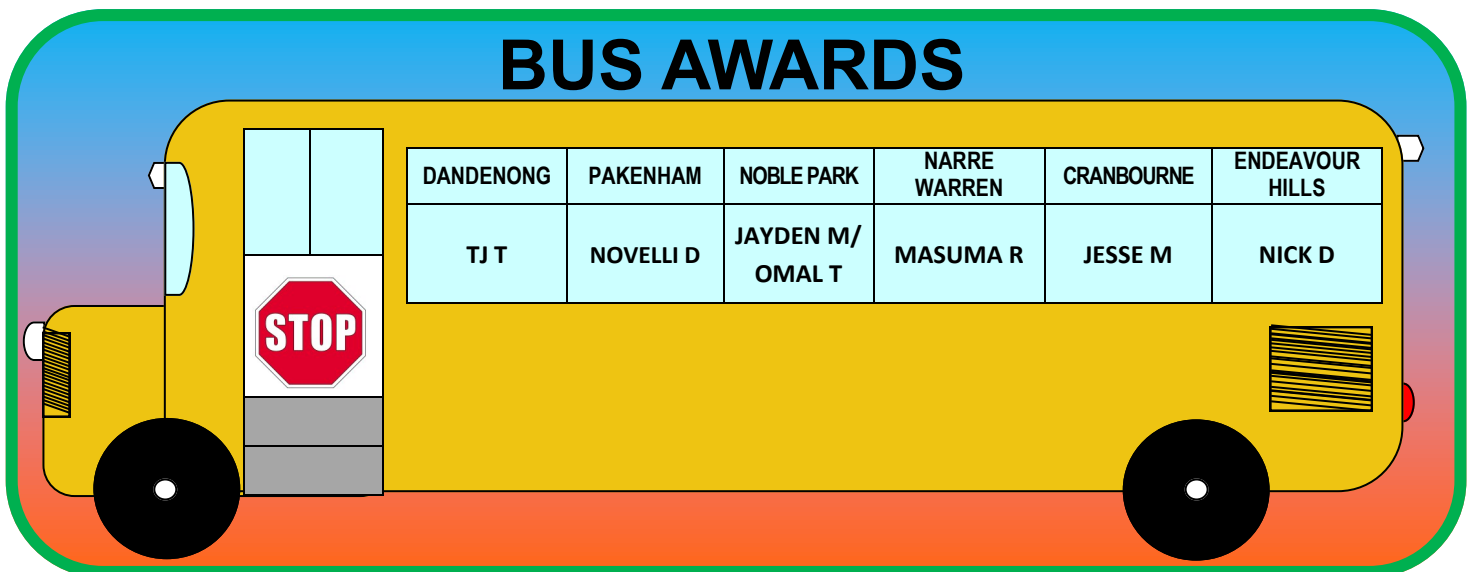 BUS AWARDS
DANDENONG PAKENHAM NOBLE PARK NARRE WARREN CRANBOURNE ENDEAVOUR HILLS
TJ T NOVELLI D JAYDEN M/ OMAL T MASUMA R JESSE M NICK D
STOP